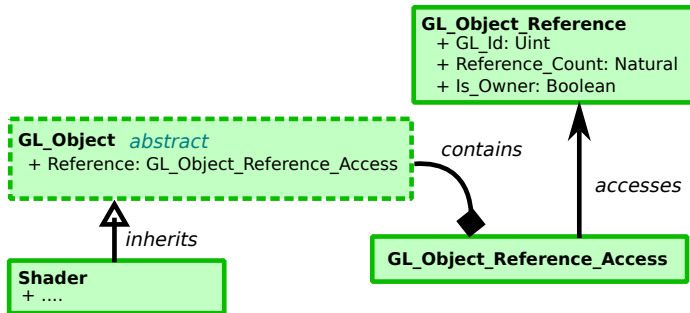 GL_Object_Reference
+ GL_Id: Uint
+ Reference_Count: Natural
+ Is_Owner: Boolean
GL_Object abstract
+ Reference: GL_Object_Reference_Access
contains
accesses
inherits
GL_Object_Reference_Access
Shader
+ ....